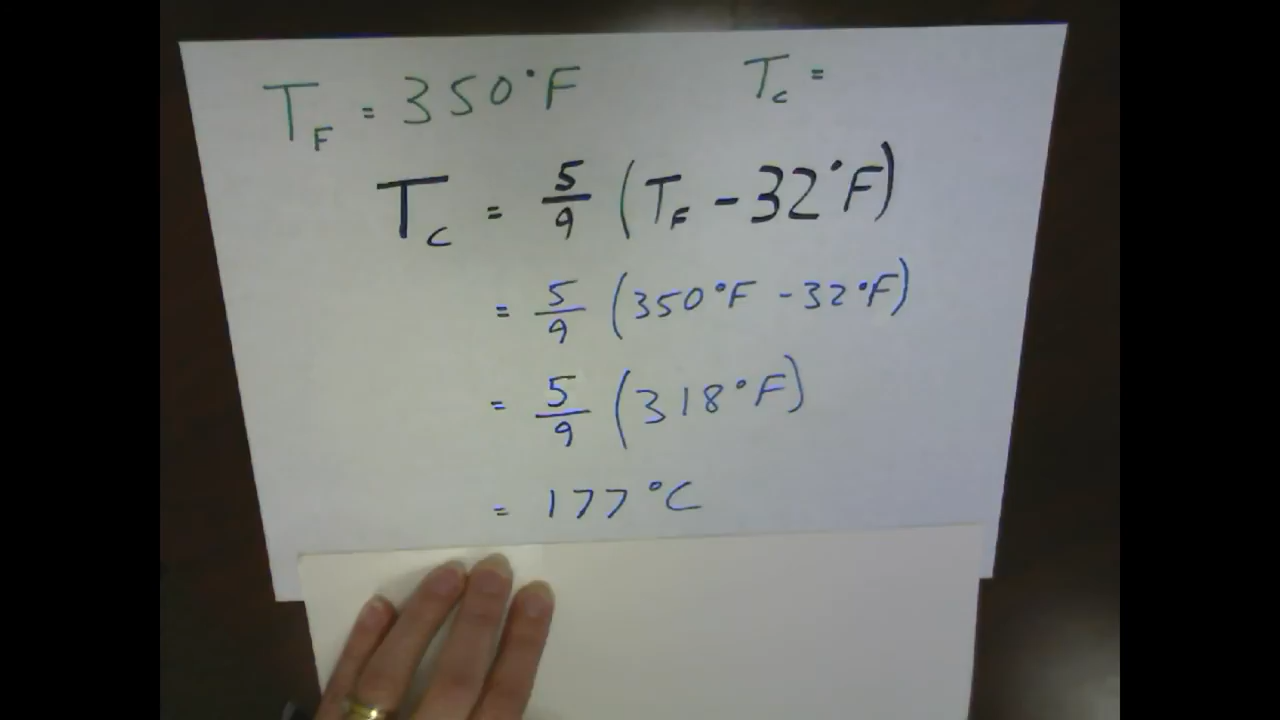 T_F = 350°F T_C =
T_C = 5/9 (T_F - 32°F)
= 5/9 (350°F - 32°F)
= 5/9 (318°F)
= 177°C